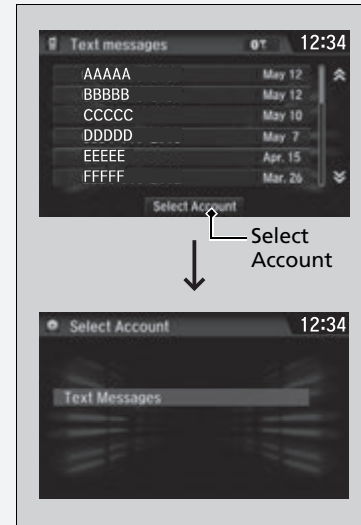 Text messages 12:34
AAAAA May 12
BBBBB May 12
CCCCC May 10
DDDDD May 7
EEEEE Apr. 15
FFFFF Mar. 26
Select Account
Select
Account
Select Account 12:34
Text Messages